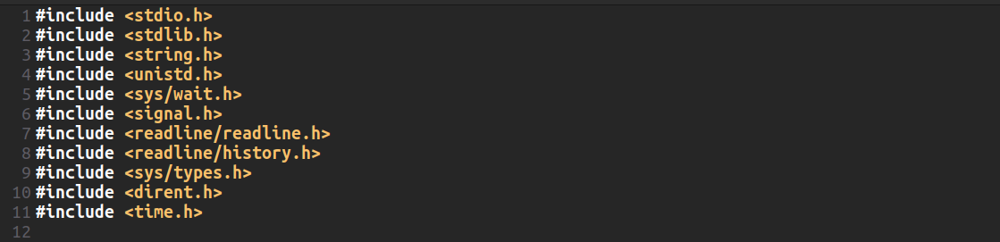 1 #include <stdio.h>
2 #include <stdlib.h>
3 #include <string.h>
4 #include <unistd.h>
5 #include <sys/wait.h>
6 #include <signal.h>
7 #include <readline/readline.h>
8 #include <readline/history.h>
9 #include <sys/types.h>
10 #include <dirent.h>
11 #include <time.h>
12